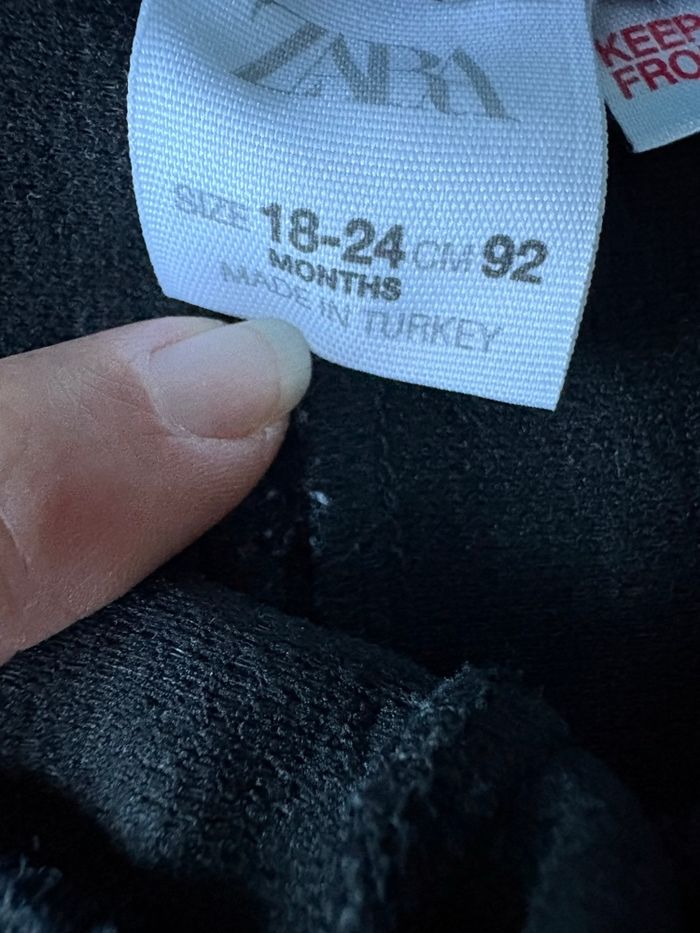 ZARA
KEEP
FRO
SIZE 18-24 CM 92
MONTHS
MADE IN TURKEY